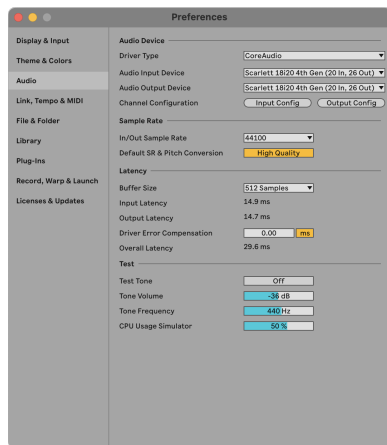 Preferences
Display & Input
Theme & Colors
Audio
Link, Tempo & MIDI
File & Folder
Library
Plug-Ins
Record, Warp & Launch
Licenses & Updates
Audio Device
Driver Type CoreAudio
Audio Input Device Scarlett 18i20 4th Gen (20 In, 26 Out)
Audio Output Device Scarlett 18i20 4th Gen (20 In, 26 Out)
Channel Configuration Input Config Output Config
Sample Rate
In/Out Sample Rate 44100
Default SR & Pitch Conversion High Quality
Latency
Buffer Size 512 Samples
Input Latency 14.9 ms
Output Latency 14.7 ms
Driver Error Compensation 0.00 ms
Overall Latency 29.6 ms
Test
Test Tone Off
Tone Volume -36 dB
Tone Frequency 440 Hz
CPU Usage Simulator 50 %